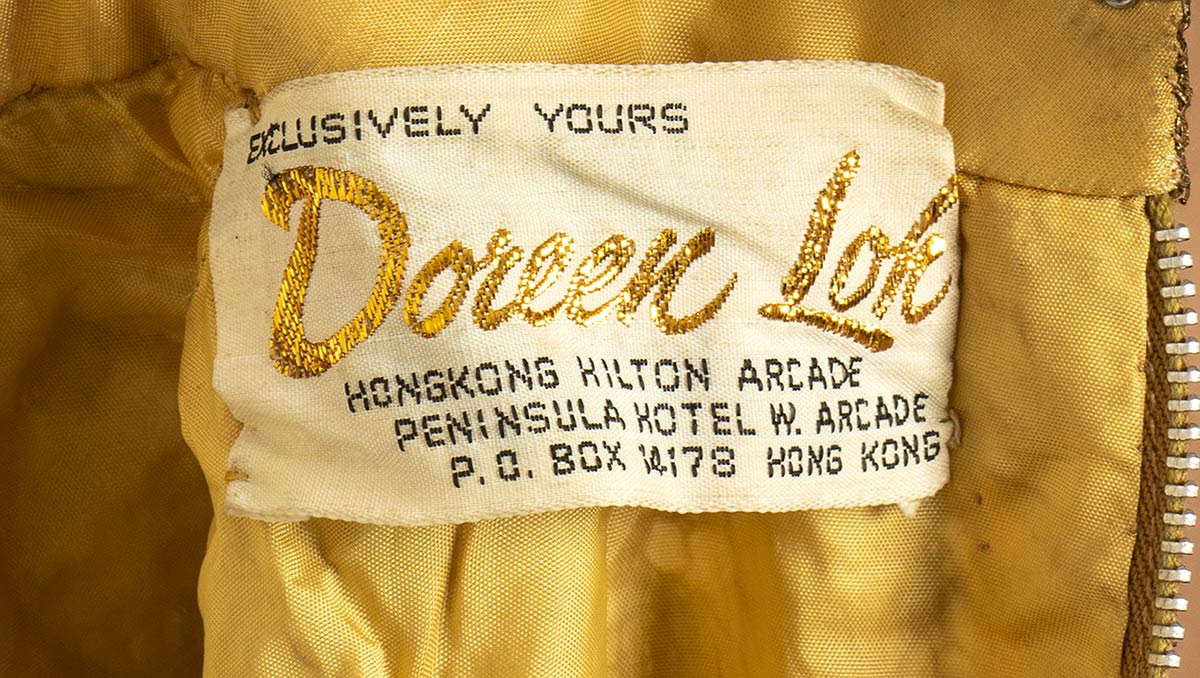 EXCLUSIVELY YOURS
Doreen Lok
HONGKONG HILTON ARCADE
PENINSULA HOTEL W. ARCADE
P. O. BOX 14178 HONG KONG